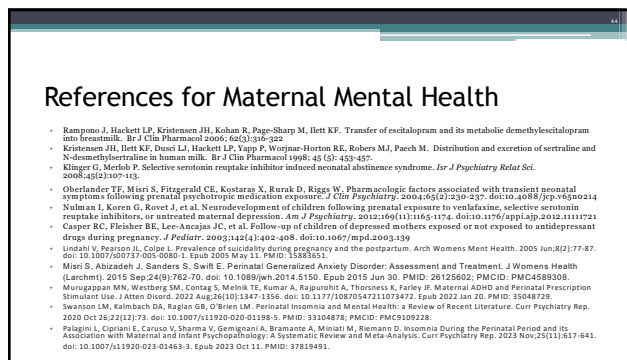 44
References for Maternal Mental Health
• Rampono J, Hackett LP, Kristensen JH, Kohan R, Page-Sharp M, Ilett KF. Transfer of escitalopram and its metabolie demethylescitalopram
into breastmilk. Br J Clin Pharmacol 2006; 62(3):316-322
• Kristensen JH, Ilett KF, Dusci LJ, Hackett LP, Yapp P, Worjnar-Horton RE, Robers MJ, Paech M. Distribution and excretion of sertraline and
N-desmethylsertraline in human milk. Br J Clin Pharmacol 1998; 45 (5): 453-457.
• Klinger G, Merlob P. Selective serotonin reuptake inhibitor induced neonatal abstinence syndrome. Isr J Psychiatry Relat Sci.
2008;45(2):107-113.
• Oberlander TF, Misri S, Fitzgerald CE, Kostaras X, Rurak D, Riggs W. Pharmacologic factors associated with transient neonatal
symptoms following prenatal psychotropic medication exposure. J Clin Psychiatry. 2004;65(2):230-237. doi:10.4088/jcp.v65n0214
• Nulman I, Koren G, Rovet J, et al. Neurodevelopment of children following prenatal exposure to venlafaxine, selective serotonin
reuptake inhibitors, or untreated maternal depression. Am J Psychiatry. 2012;169(11):1165-1174. doi:10.1176/appi.ajp.2012.11111721
• Casper RC, Fleisher BE, Lee-Ancajas JC, et al. Follow-up of children of depressed mothers exposed or not exposed to antidepressant
drugs during pregnancy. J Pediatr. 2003;142(4):402-408. doi:10.1067/mpd.2003.139
• Lindahl V, Pearson JL, Colpe L. Prevalence of suicidality during pregnancy and the postpartum. Arch Womens Ment Health. 2005 Jun;8(2):77-87.
doi: 10.1007/s00737-005-0080-1. Epub 2005 May 11. PMID: 15883651.
• Misri S, Abizadeh J, Sanders S, Swift E. Perinatal Generalized Anxiety Disorder: Assessment and Treatment. J Womens Health
(Larchmt). 2015 Sep;24(9):762-70. doi: 10.1089/jwh.2014.5150. Epub 2015 Jun 30. PMID: 26125602; PMCID: PMC4589308.
• Murugappan MN, Westberg SM, Contag S, Melnik TE, Kumar A, Rajpurohit A, Thorsness K, Farley JF. Maternal ADHD and Perinatal Prescription
Stimulant Use. J Atten Disord. 2022 Aug;26(10):1347-1356. doi: 10.1177/10870547211073472. Epub 2022 Jan 20. PMID: 35048729.
• Swanson LM, Kalmbach DA, Raglan GB, O'Brien LM. Perinatal Insomnia and Mental Health: a Review of Recent Literature. Curr Psychiatry Rep.
2020 Oct 26;22(12):73. doi: 10.1007/s11920-020-01198-5. PMID: 33104878; PMCID: PMC9109228.
• Palagini L, Cipriani E, Caruso V, Sharma V, Gemignani A, Bramante A, Miniati M, Riemann D. Insomnia During the Perinatal Period and its
Association with Maternal and Infant Psychopathology: A Systematic Review and Meta-Analysis. Curr Psychiatry Rep. 2023 Nov;25(11):617-641.
doi: 10.1007/s11920-023-01463-3. Epub 2023 Oct 11. PMID: 37819491.